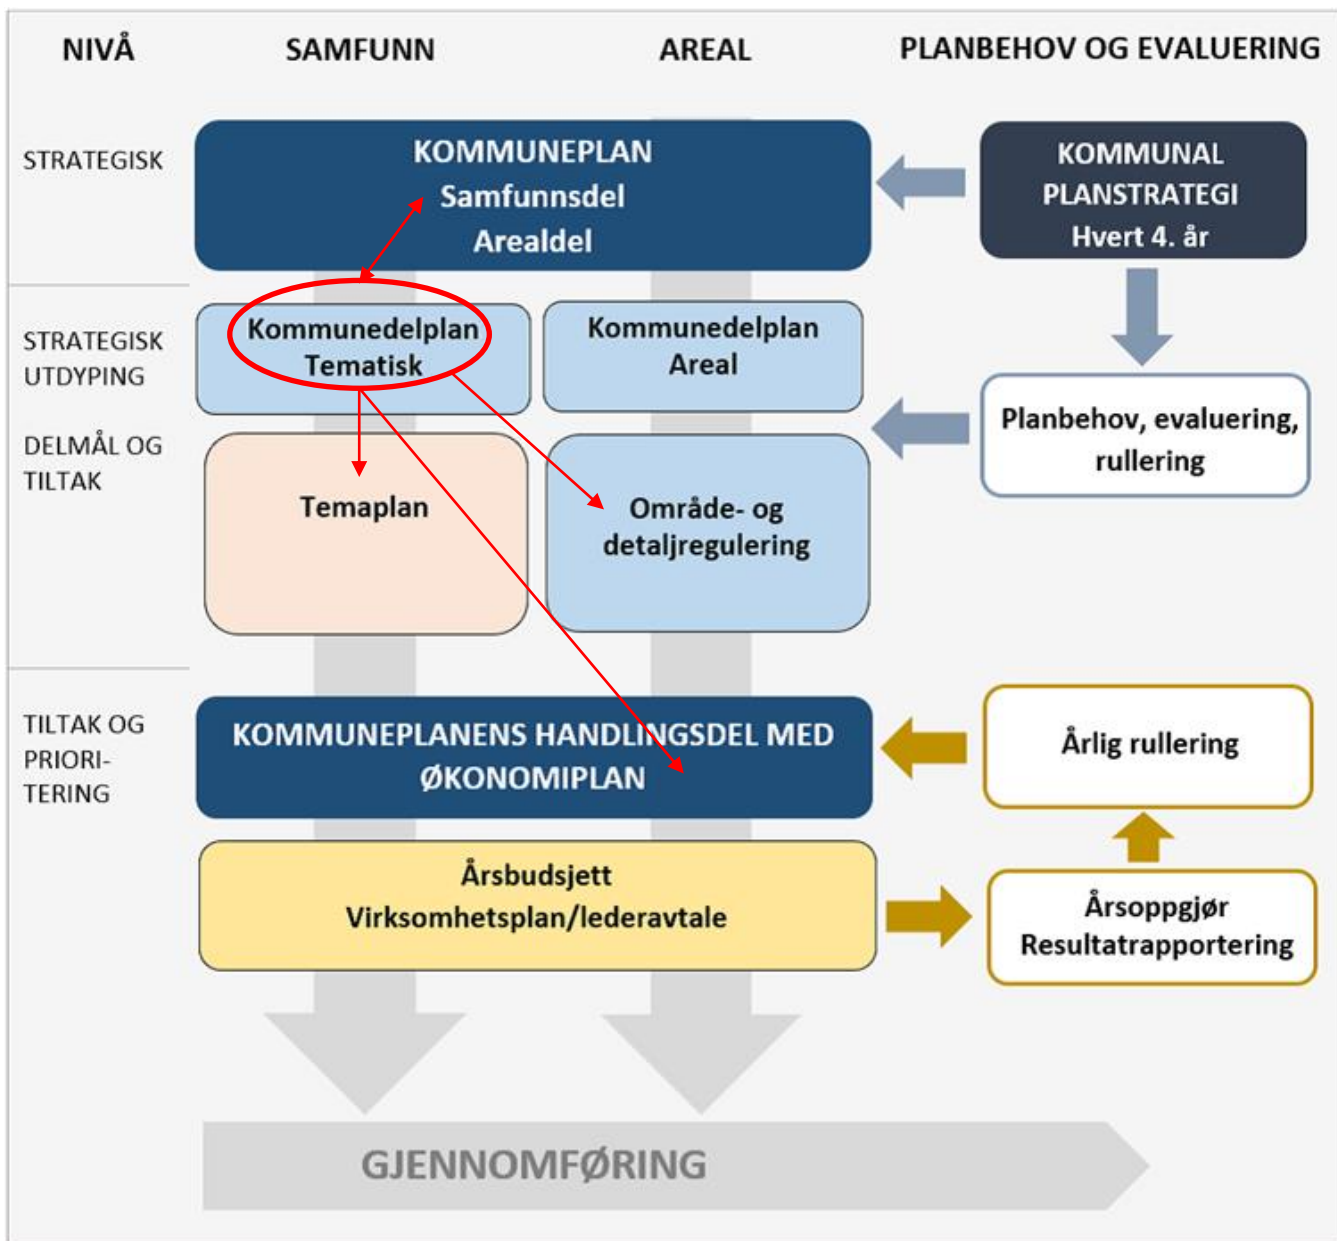 NIVÅ
SAMFUNN
AREAL
PLANBEHOV OG EVALUERING
STRATEGISK
KOMMUNEPLAN
Samfunnsdel
Arealdel
KOMMUNAL
PLANSTRATEGI
Hvert 4. år
STRATEGISK
UTDYPING
Kommunedelplan
Tematisk
Kommunedelplan
Areal
Planbehov, evaluering,
rullering
DELMÅL OG
TILTAK
Temaplan
Område- og
detaljregulering
TILTAK OG
PRIORI-
TERING
KOMMUNEPLANENS HANDLINGSDEL MED
ØKONOMIPLAN
Årlig rullering
Årsbudsjett
Virksomhetsplan/lederavtale
Årsoppgjør
Resultatrapportering
GJENNOMFØRING